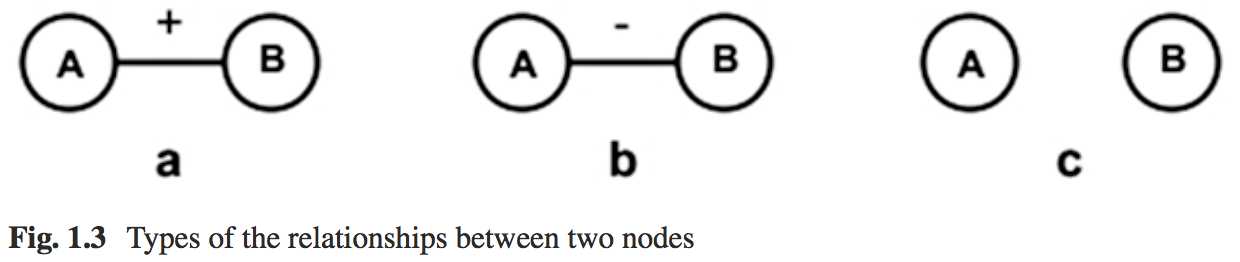 + -
A B A B A B
a b c
Fig. 1.3 Types of the relationships between two nodes